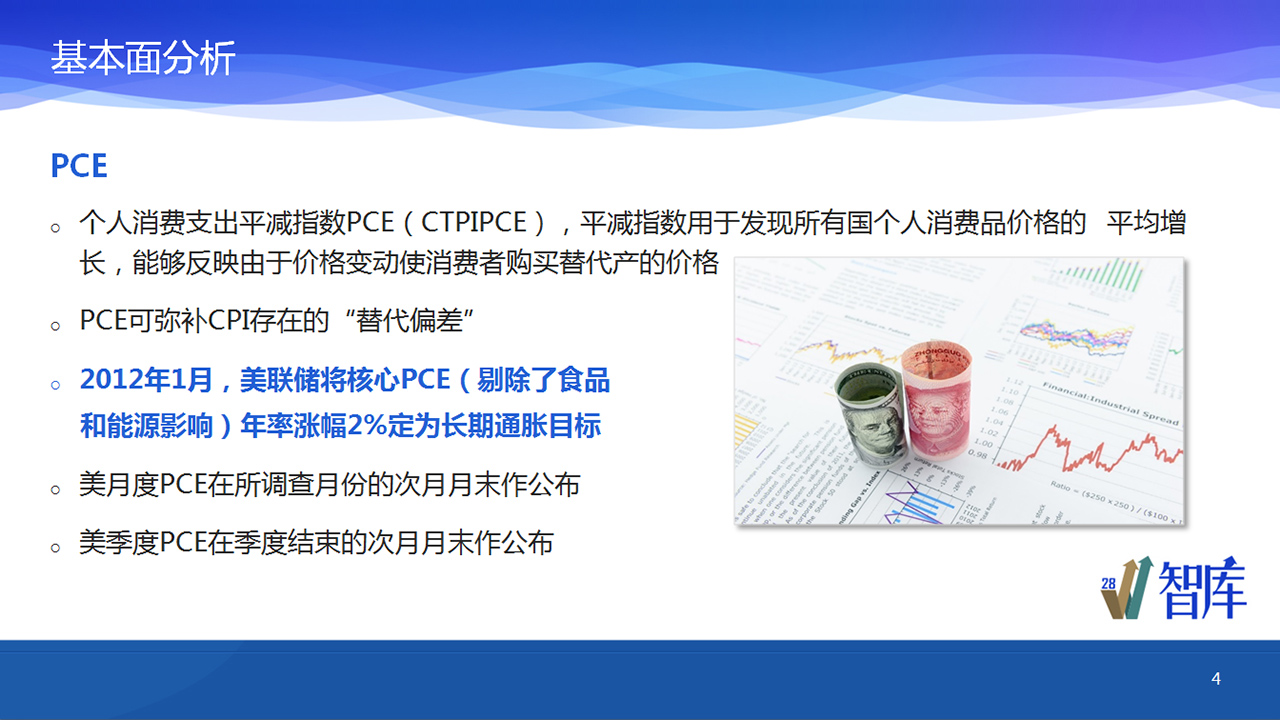 基本面分析
PCE
个人消费支出平减指数PCE（CTPIPCE），平减指数用于发现所有国个人消费品价格的 平均增
长，能够反映由于价格变动使消费者购买替代产的价格
PCE可弥补CPI存在的“替代偏差”
2012年1月，美联储将核心PCE（剔除了食品
和能源影响）年率涨幅2%定为长期通胀目标
美月度PCE在所调查月份的次月月末作公布
美季度PCE在季度结束的次月月末作公布
ZHONGGUO
Financial:Industrial Spread
1.12
1.10
1.08
1.06
1.04
1.02
1.00
0.98
Ratio = ($250 x 250) / ($100 x
nding Gap vs. Index
28
智库
4